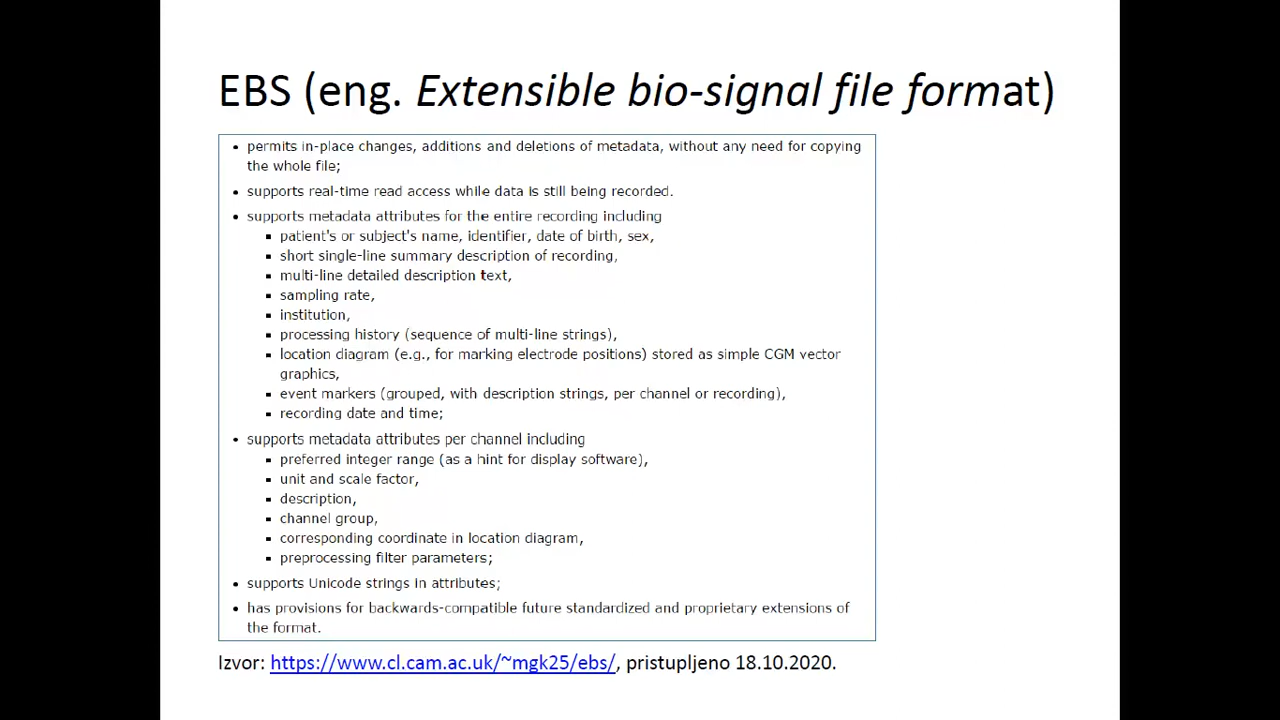 EBS (eng. Extensible bio-signal file format)
• permits in-place changes, additions and deletions of metadata, without any need for copying
the whole file;
• supports real-time read access while data is still being recorded.
• supports metadata attributes for the entire recording including
▪ patient's or subject's name, identifier, date of birth, sex,
▪ short single-line summary description of recording,
▪ multi-line detailed description text,
▪ sampling rate,
▪ institution,
▪ processing history (sequence of multi-line strings),
▪ location diagram (e.g., for marking electrode positions) stored as simple CGM vector
graphics,
▪ event markers (grouped, with description strings, per channel or recording),
▪ recording date and time;
• supports metadata attributes per channel including
▪ preferred integer range (as a hint for display software),
▪ unit and scale factor,
▪ description,
▪ channel group,
▪ corresponding coordinate in location diagram,
▪ preprocessing filter parameters;
• supports Unicode strings in attributes;
• has provisions for backwards-compatible future standardized and proprietary extensions of
the format.
Izvor: https://www.cl.cam.ac.uk/~mgk25/ebs/, pristupljeno 18.10.2020.